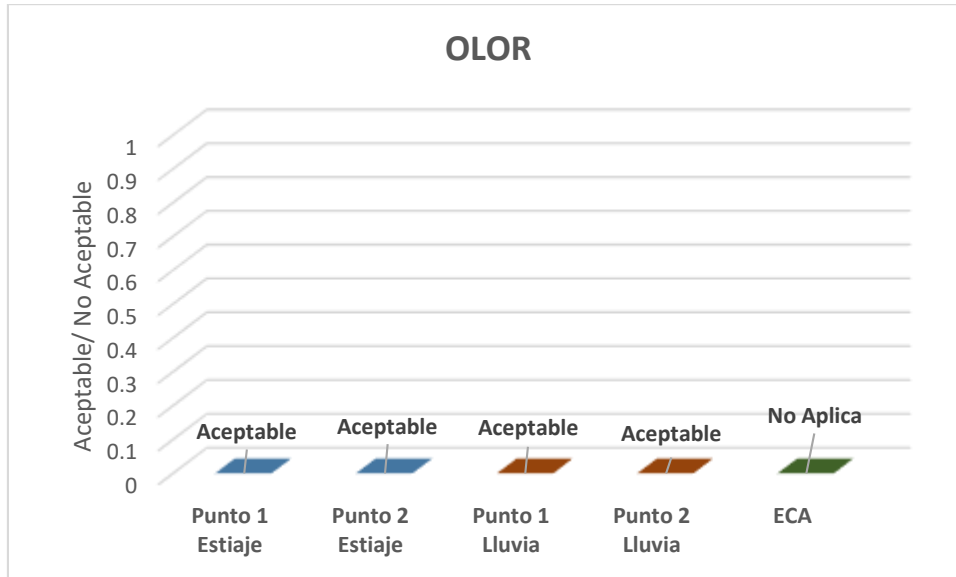 OLOR
Aceptable/ No Aceptable
1
0.9
0.8
0.7
0.6
0.5
0.4
0.3
0.2
0.1
0
Aceptable
Aceptable
Aceptable
Aceptable
No Aplica
Punto 1
Estiaje
Punto 2
Estiaje
Punto 1
Lluvia
Punto 2
Lluvia
ECA